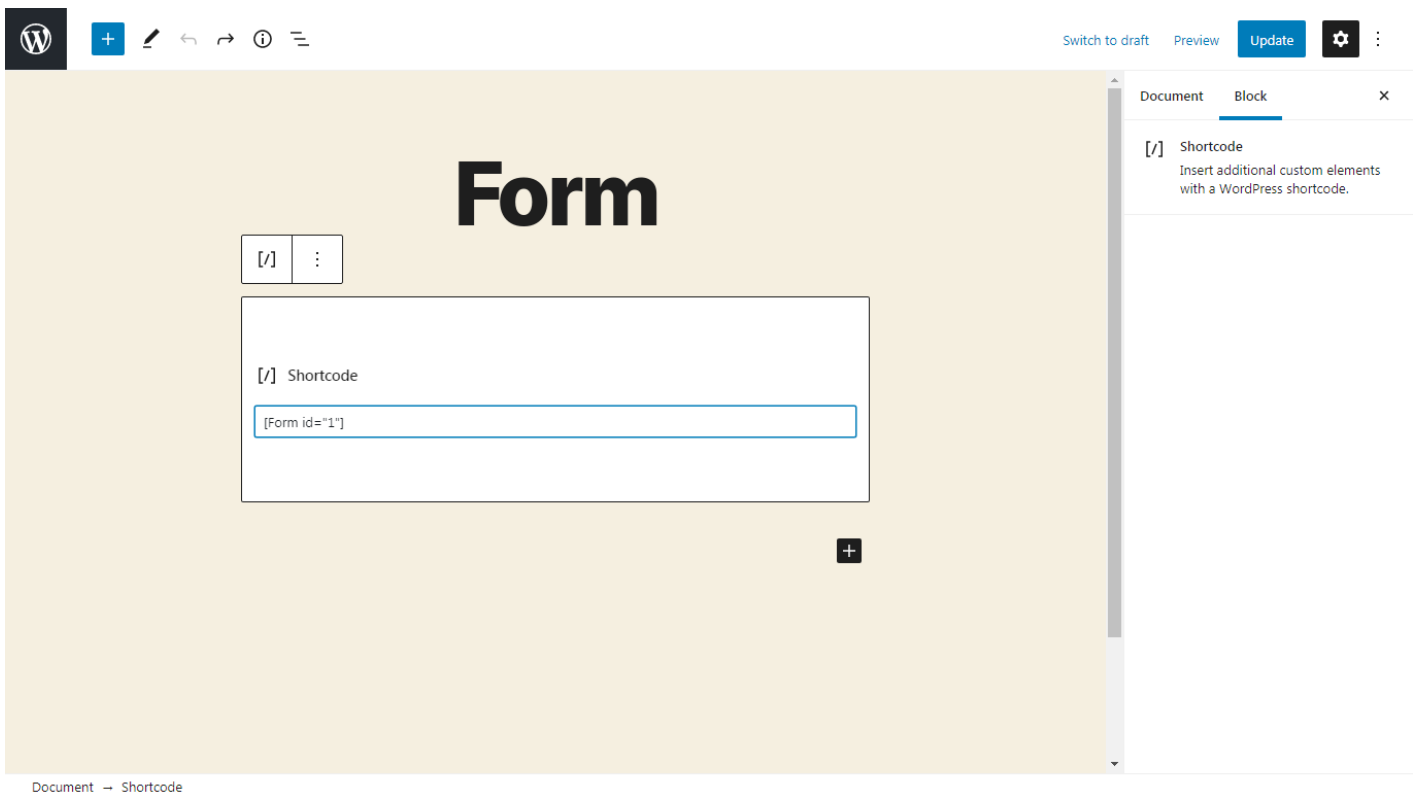 Switch to draft Preview Update
Document Block
Form
[/] Shortcode
Insert additional custom elements
with a WordPress shortcode.
[/]
[/] Shortcode
[Form id="1"]
Document → Shortcode